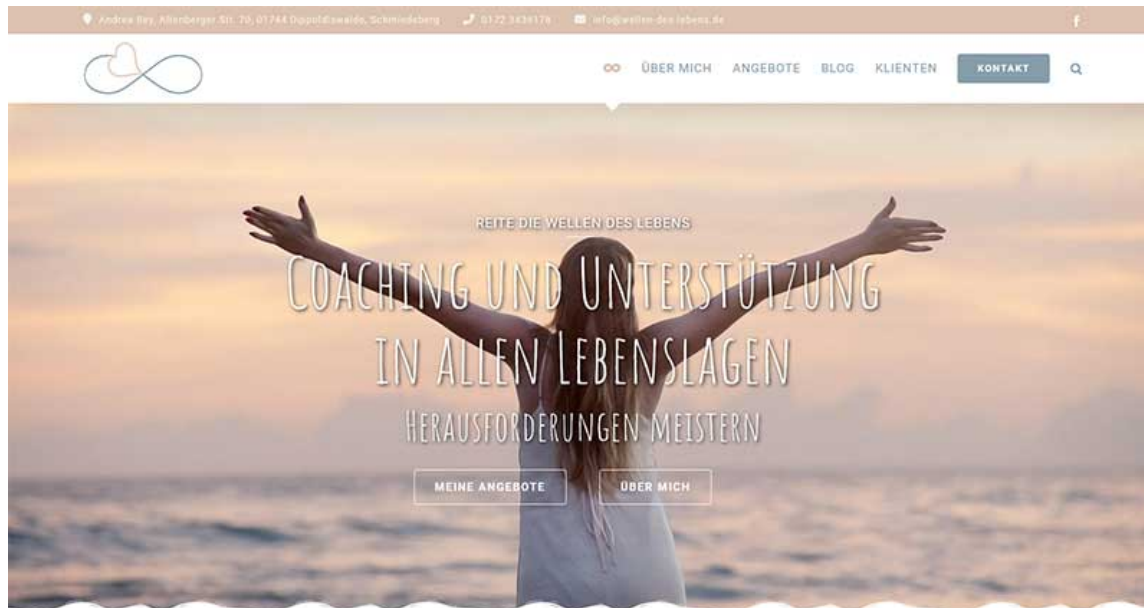 Andrea Bey, Altenberger Str. 70, 01744 Dippoldiswalde, Schmiedeberg
0172 3439176
info@wellen-des-lebens.de
ÜBER MICH
ANGEBOTE
BLOG
KLIENTEN
KONTAKT
REITE DIE WELLEN DES LEBENS
COACHING UND UNTERSTÜTZUNG
IN ALLEN LEBENSLAGEN
HERAUSFORDERUNGEN MEISTERN
MEINE ANGEBOTE
ÜBER MICH